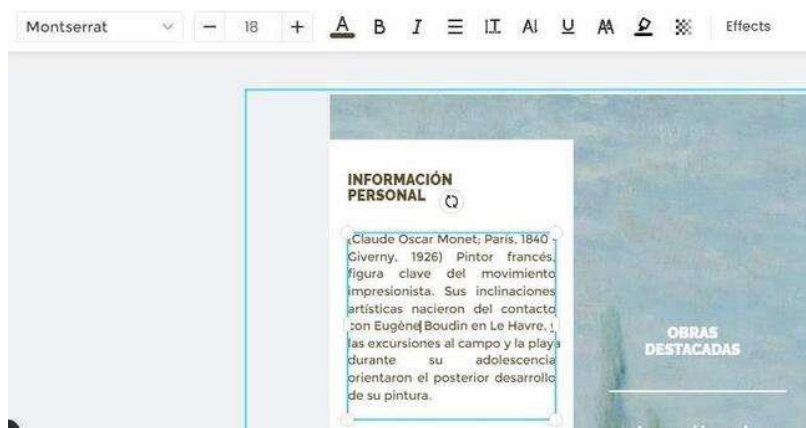 Montserrat
18
A B I A U AA Effects
INFORMACIÓN
PERSONAL
(Claude Oscar Monet; París, 1840 -
Giverny, 1926) Pintor francés,
figura clave del movimiento
impresionista. Sus inclinaciones
artísticas nacieron del contacto
con Eugène Boudin en Le Havre, y
las excursiones al campo y la playa
durante su adolescencia
orientaron el posterior desarrollo
de su pintura.
OBRAS
DESTACADAS